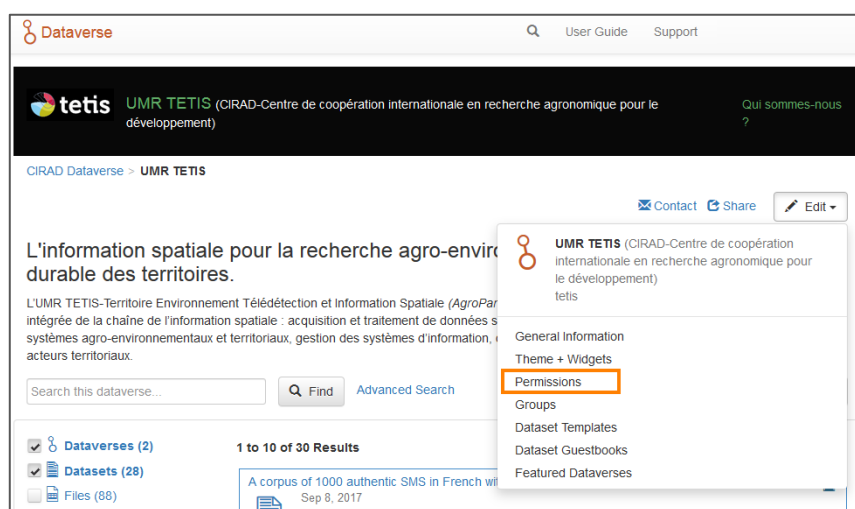 Dataverse
User Guide Support
tetis UMR TETIS (CIRAD-Centre de coopération internationale en recherche agronomique pour le
développement)
Qui sommes-nous
?
CIRAD Dataverse > UMR TETIS
Contact Share Edit
L'information spatiale pour la recherche agro-enviro
durable des territoires.
L'UMR TETIS-Territoire Environnement Télédétection et Information Spatiale (AgroPar
intégrée de la chaîne de l'information spatiale : acquisition et traitement de données s
systèmes agro-environnementaux et territoriaux, gestion des systèmes d'information,
acteurs territoriaux.
Search this dataverse...
Find
Advanced Search
UMR TETIS (CIRAD-Centre de coopération
internationale en recherche agronomique pour
le développement)
tetis
General Information
Theme + Widgets
Permissions
Groups
Dataset Templates
Dataset Guestbooks
Featured Dataverses
Dataverses (2)
Datasets (28)
Files (88)
1 to 10 of 30 Results
A corpus of 1000 authentic SMS in French wit
Sep 8, 2017